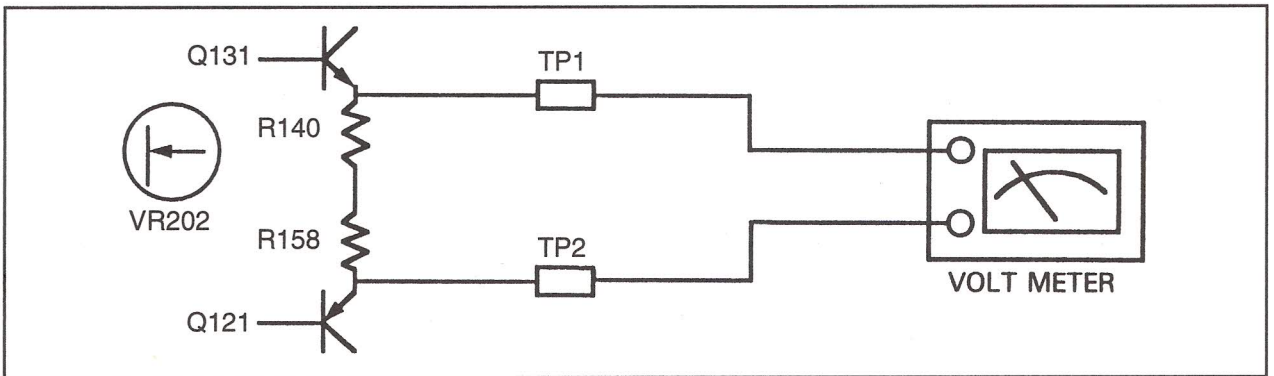 Q131
TP1
R140
VR202
R158
TP2
VOLT METER
Q121